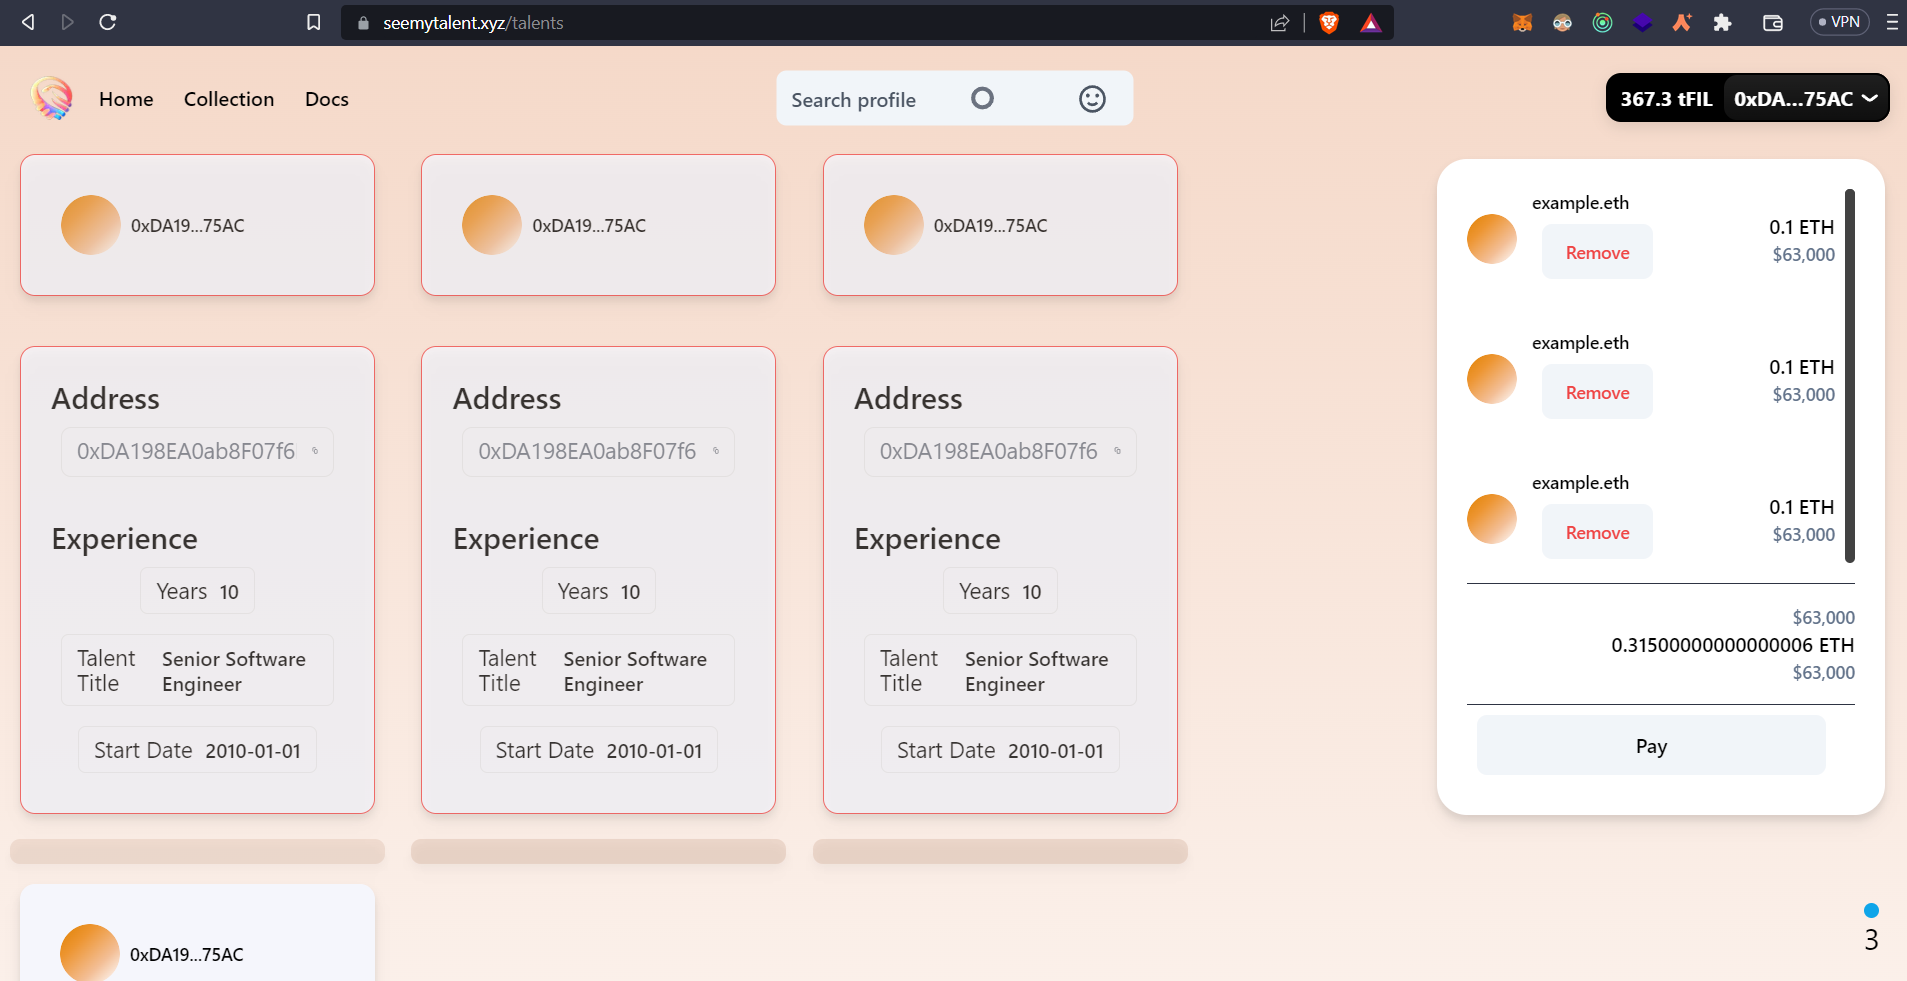 seemytalent.xyz/talents
VPN
Home Collection Docs
Search profile
367.3 tFIL 0xDA...75AC
0xDA19...75AC
0xDA19...75AC
0xDA19...75AC
Address
0xDA198EA0ab8F07f6
Experience
Years 10
Talent Title Senior Software
Engineer
Start Date 2010-01-01
Address
0xDA198EA0ab8F07f6
Experience
Years 10
Talent Title Senior Software
Engineer
Start Date 2010-01-01
Address
0xDA198EA0ab8F07f6
Experience
Years 10
Talent Title Senior Software
Engineer
Start Date 2010-01-01
0xDA19...75AC
example.eth
Remove
0.1 ETH
$63,000
example.eth
Remove
0.1 ETH
$63,000
example.eth
Remove
0.1 ETH
$63,000
$63,000
0.31500000000000006 ETH
$63,000
Pay
3